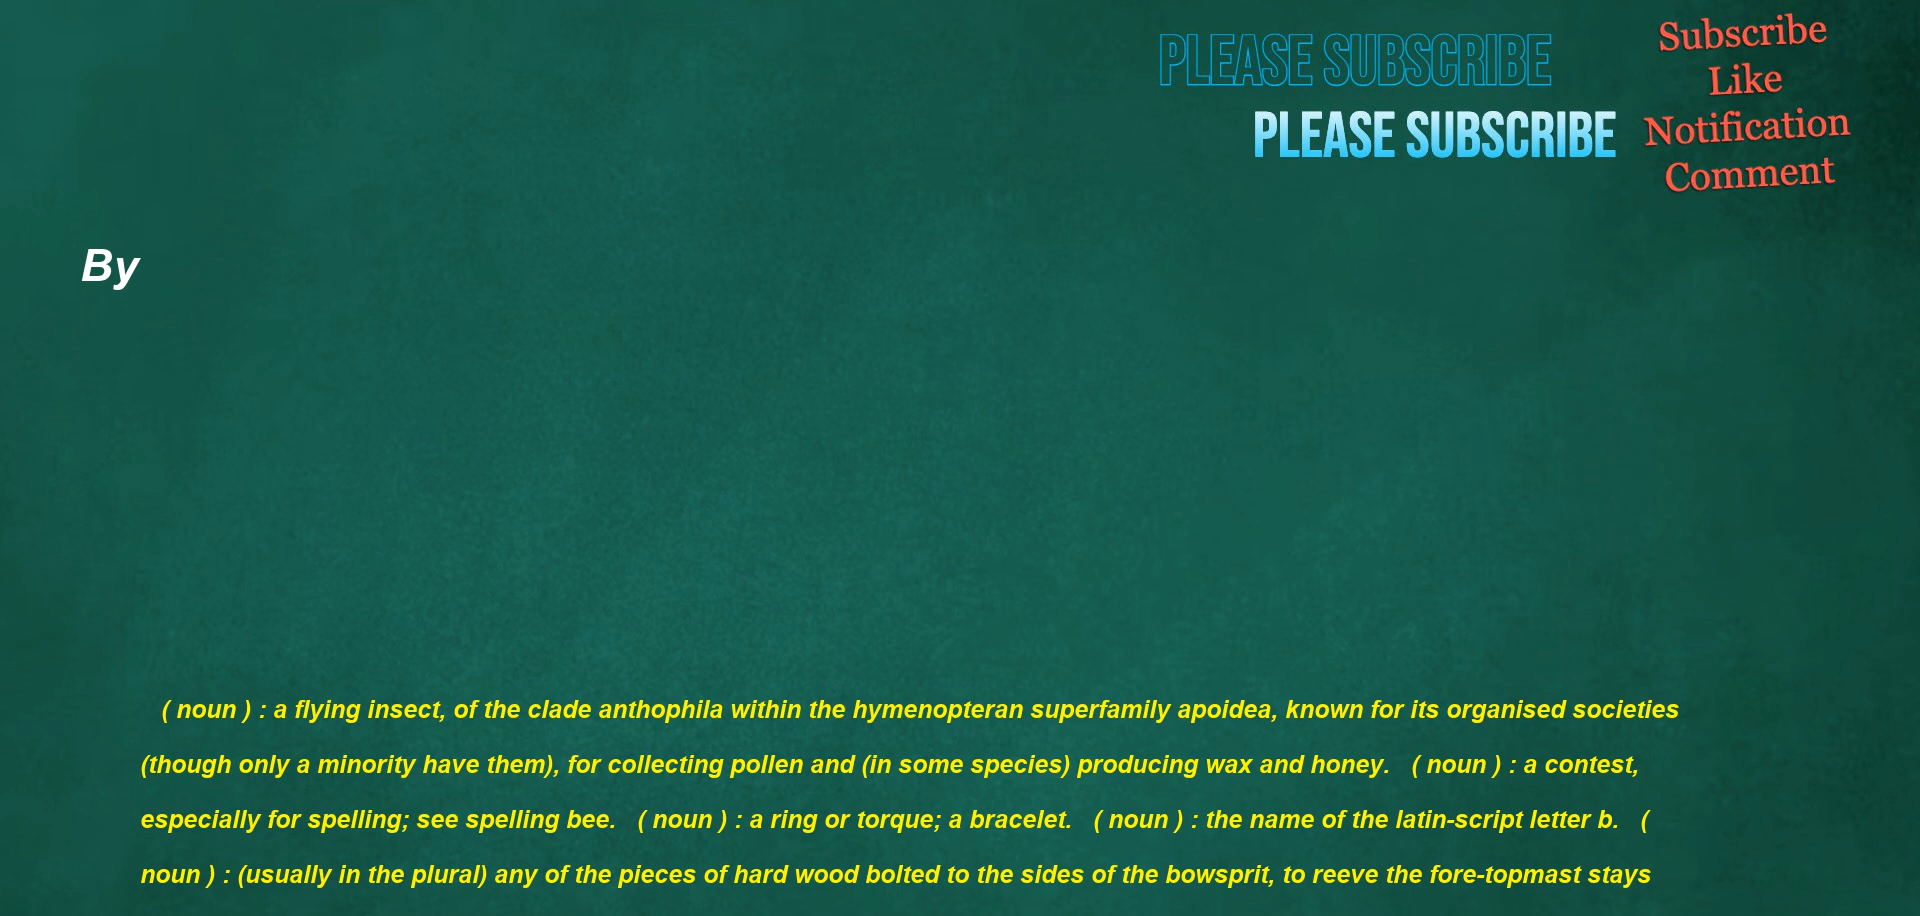 PLEASE SUBSCRIBE
PLEASE SUBSCRIBE
Subscribe
Like
Notification
Comment
By
( noun ) : a flying insect, of the clade anthophila within the hymenopteran superfamily apoidea, known for its organised societies
(though only a minority have them), for collecting pollen and (in some species) producing wax and honey. ( noun ) : a contest,
especially for spelling; see spelling bee. ( noun ) : a ring or torque; a bracelet. ( noun ) : the name of the latin-script letter b. (
noun ) : (usually in the plural) any of the pieces of hard wood bolted to the sides of the bowsprit, to reeve the fore-topmast stays